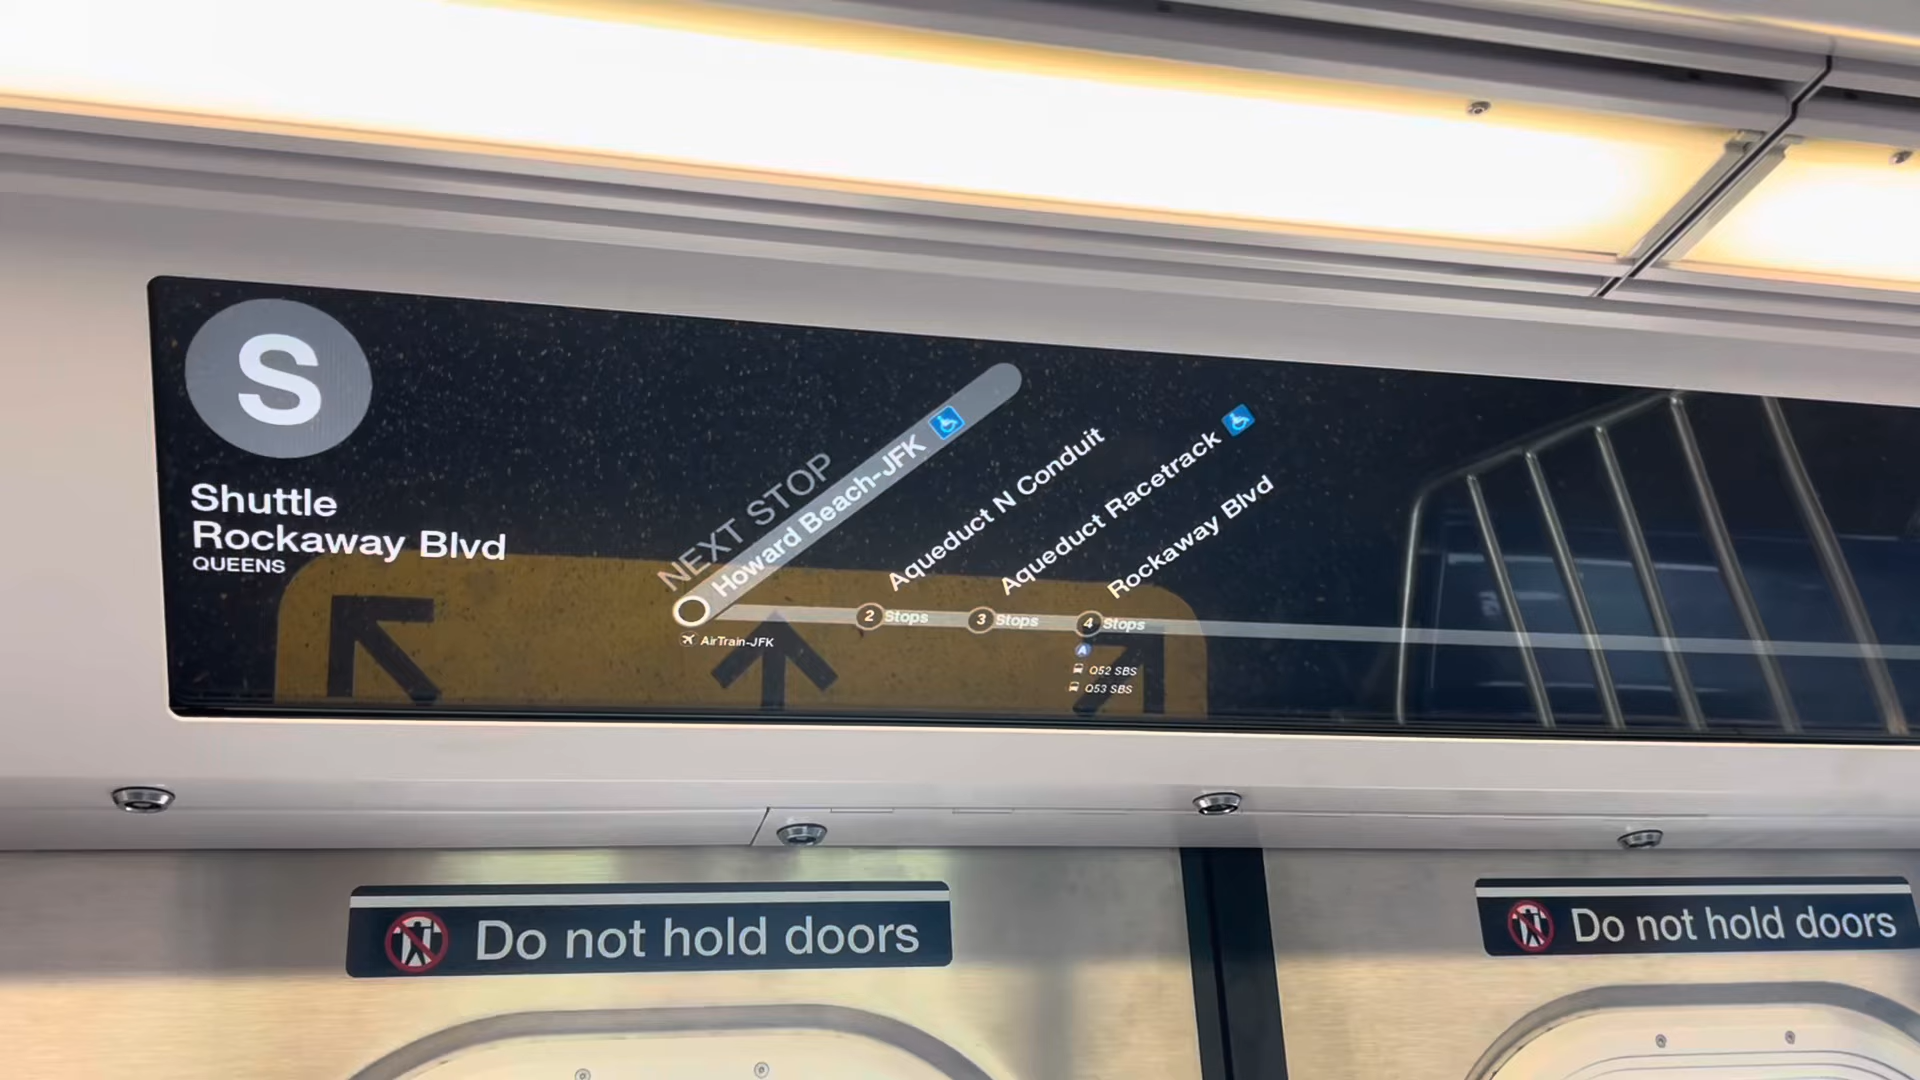 S
Shuttle
Rockaway Blvd
QUEENS
NEXT STOP
Howard Beach-JFK
AirTrain-JFK
Aqueduct N Conduit
2 Stops
Aqueduct Racetrack
3 Stops
Rockaway Blvd
4 Stops
A
Q52 SBS
Q53 SBS
Do not hold doors
Do not hold doors